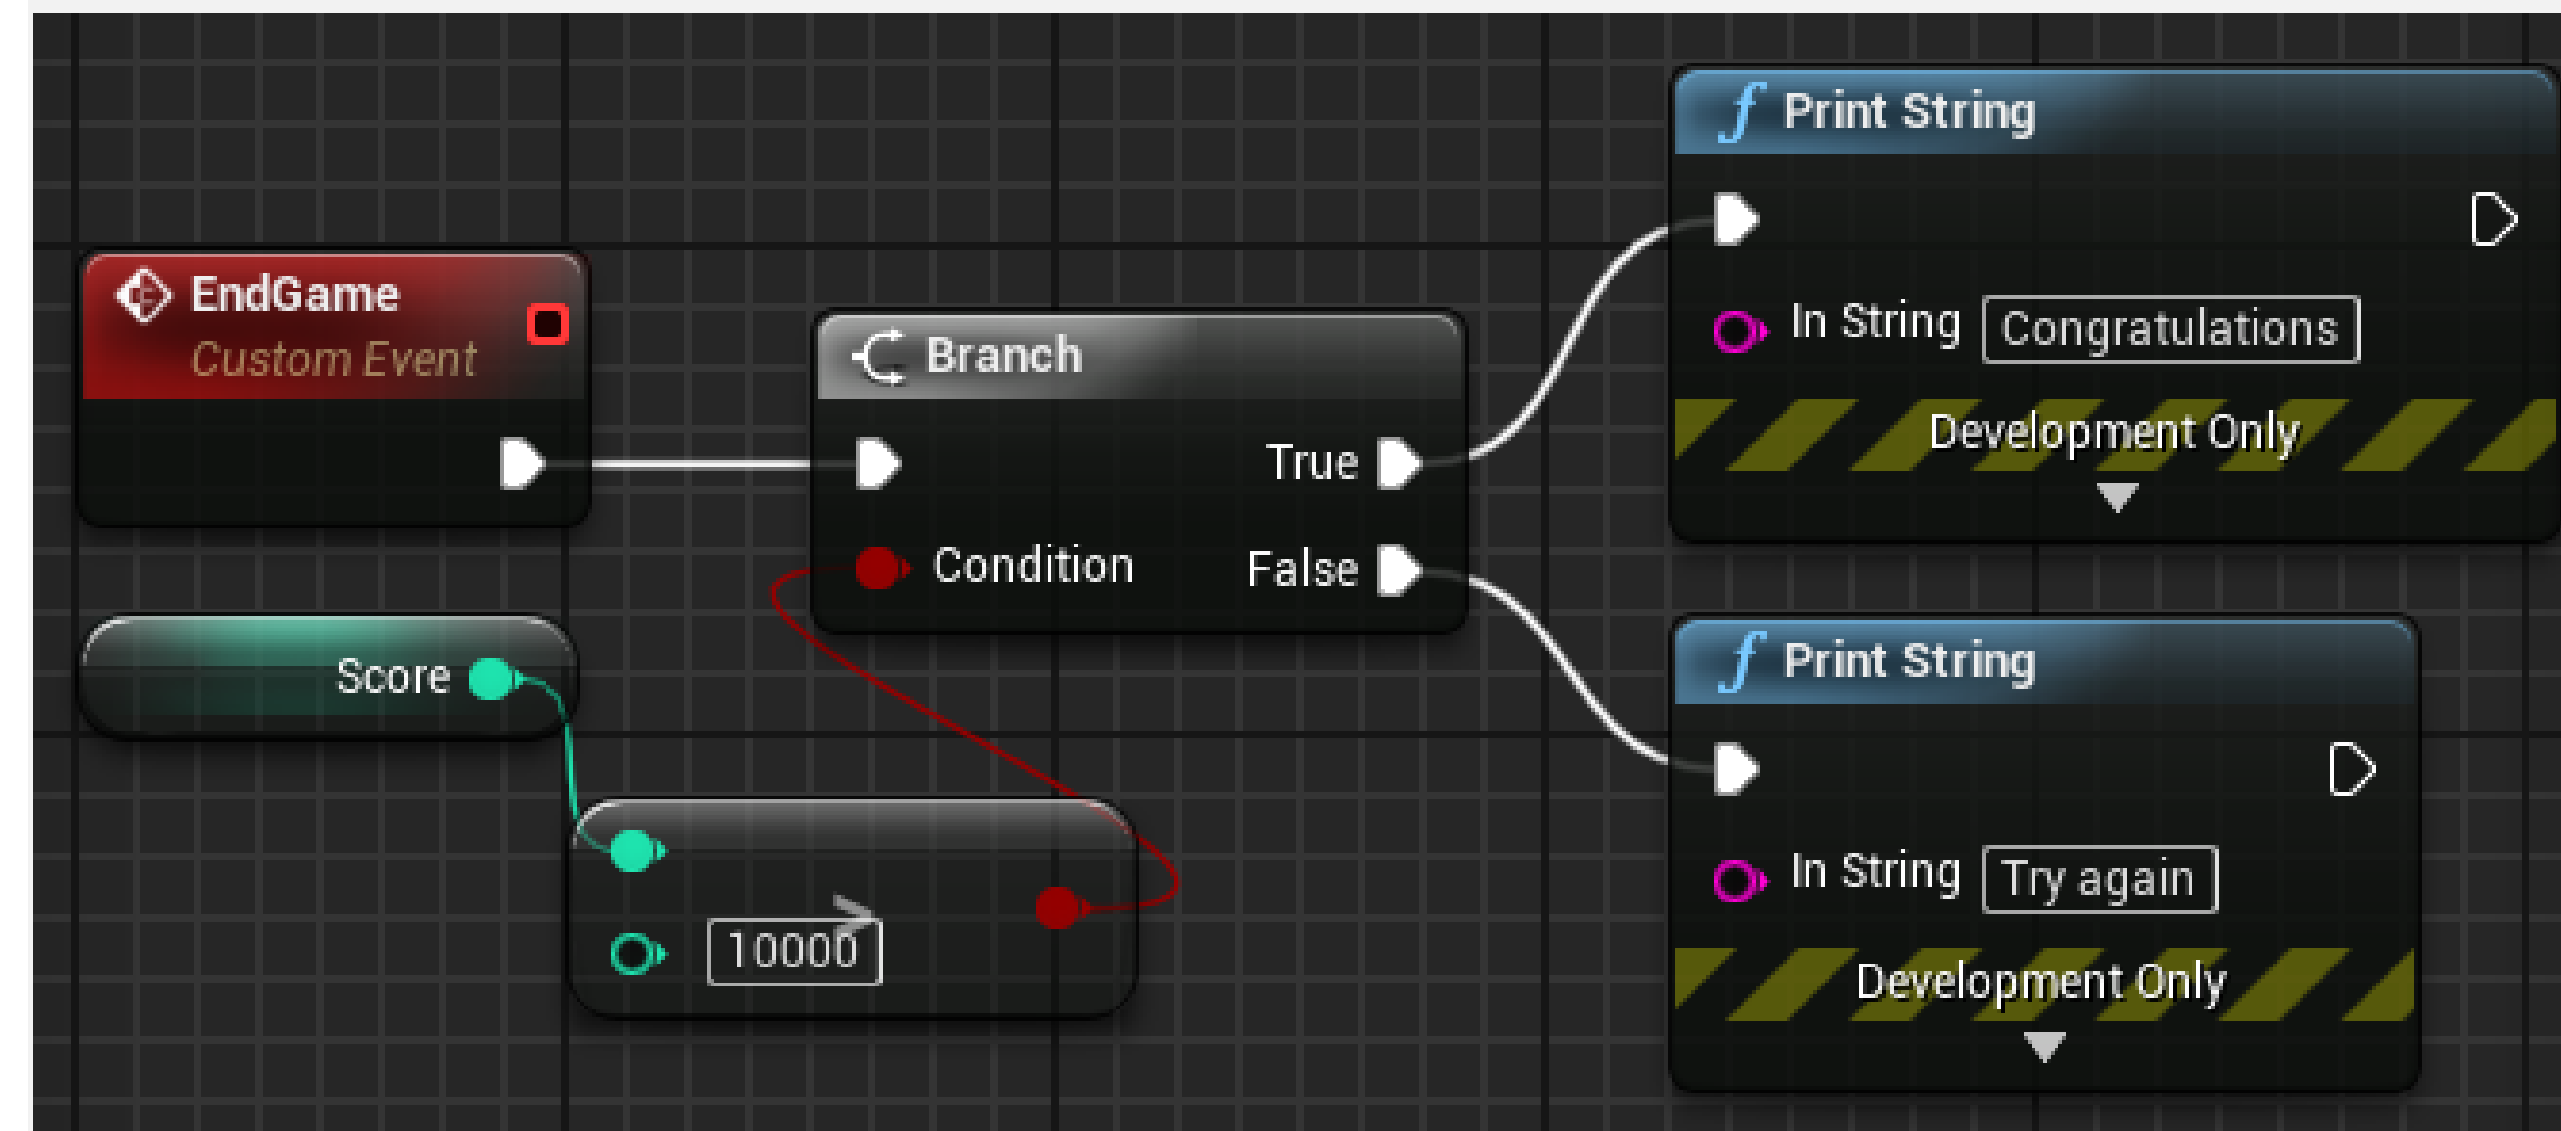 EndGame
Custom Event
Score
Branch
True
Condition
False
>
10000
Print String
In String Congratulations
Development Only
Print String
In String Try again
Development Only